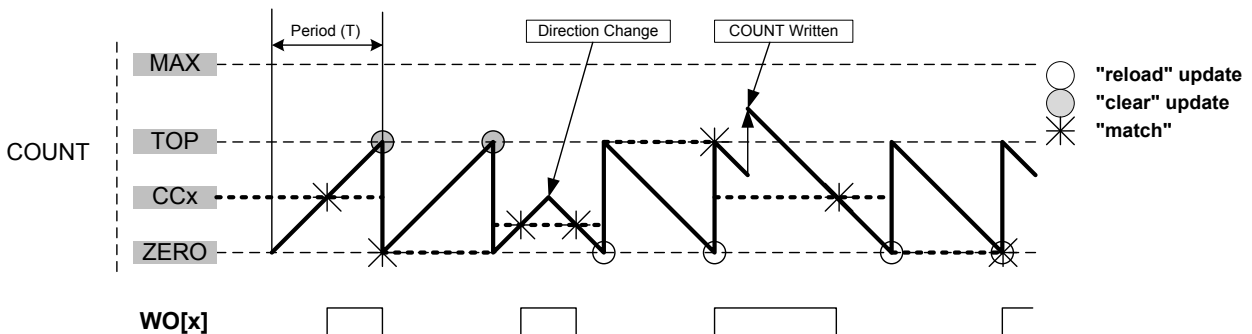 Period (T)
Direction Change
COUNT Written
MAX
"reload" update
"clear" update
"match"
TOP
COUNT
CCx
ZERO
WO[x]